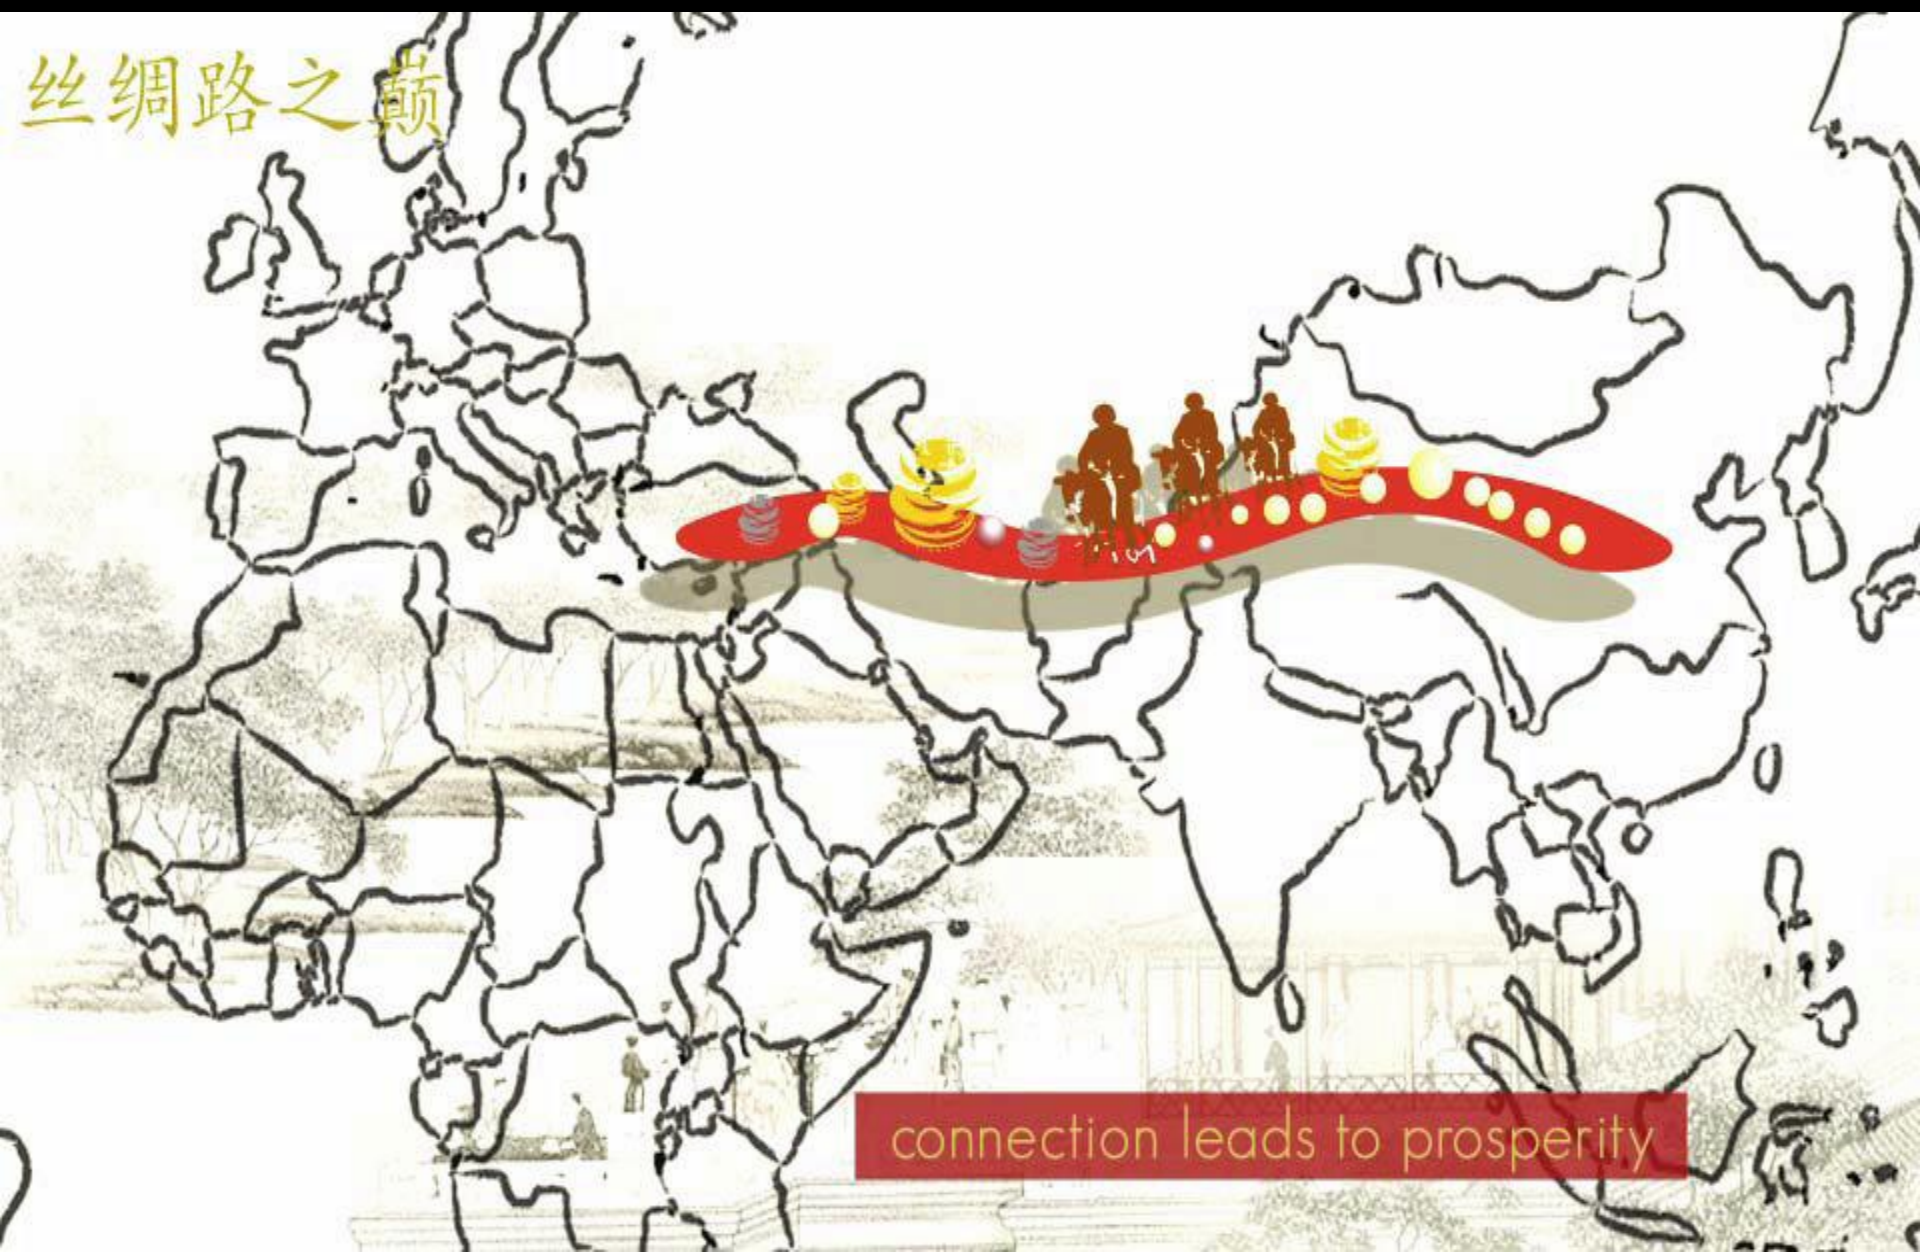 丝绸路之巅
connection leads to prosperity